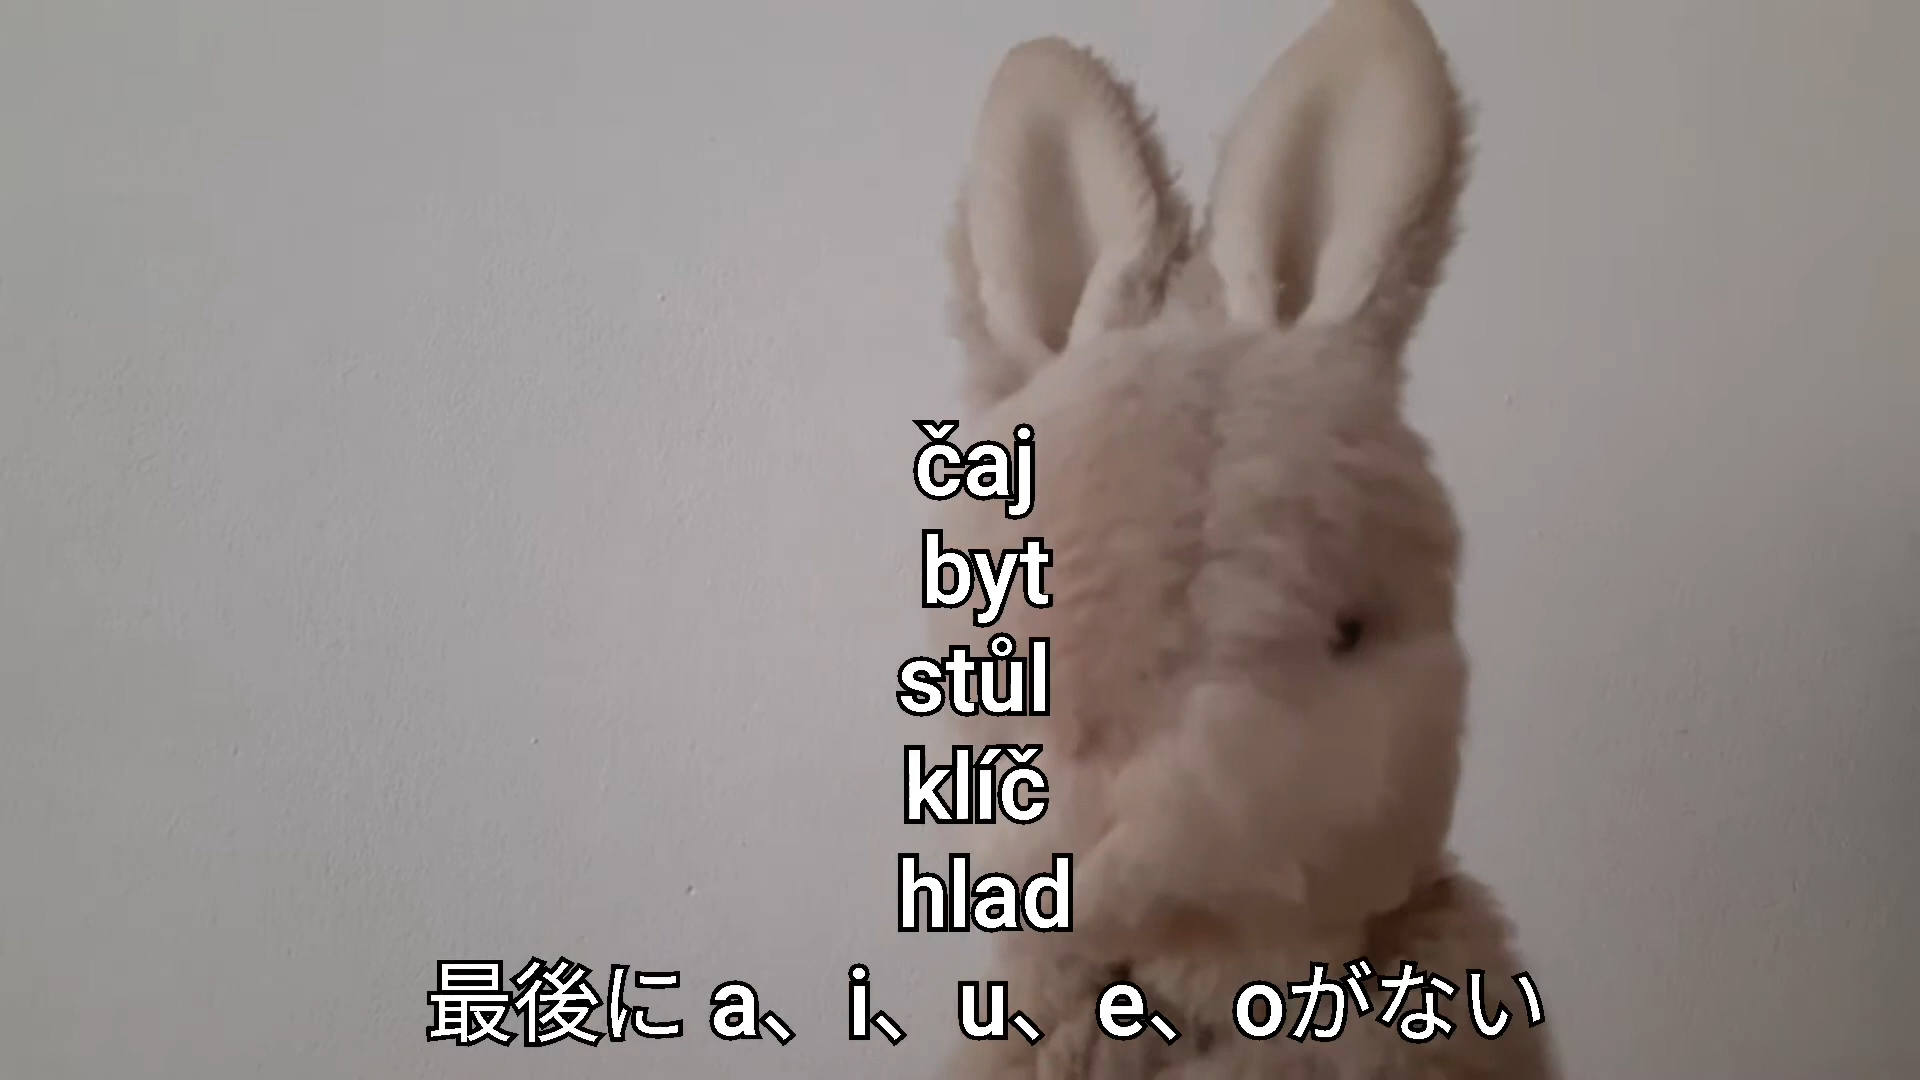 čaj
byt
stůl
klíč
hlad
最後に a、i、u、e、oがない